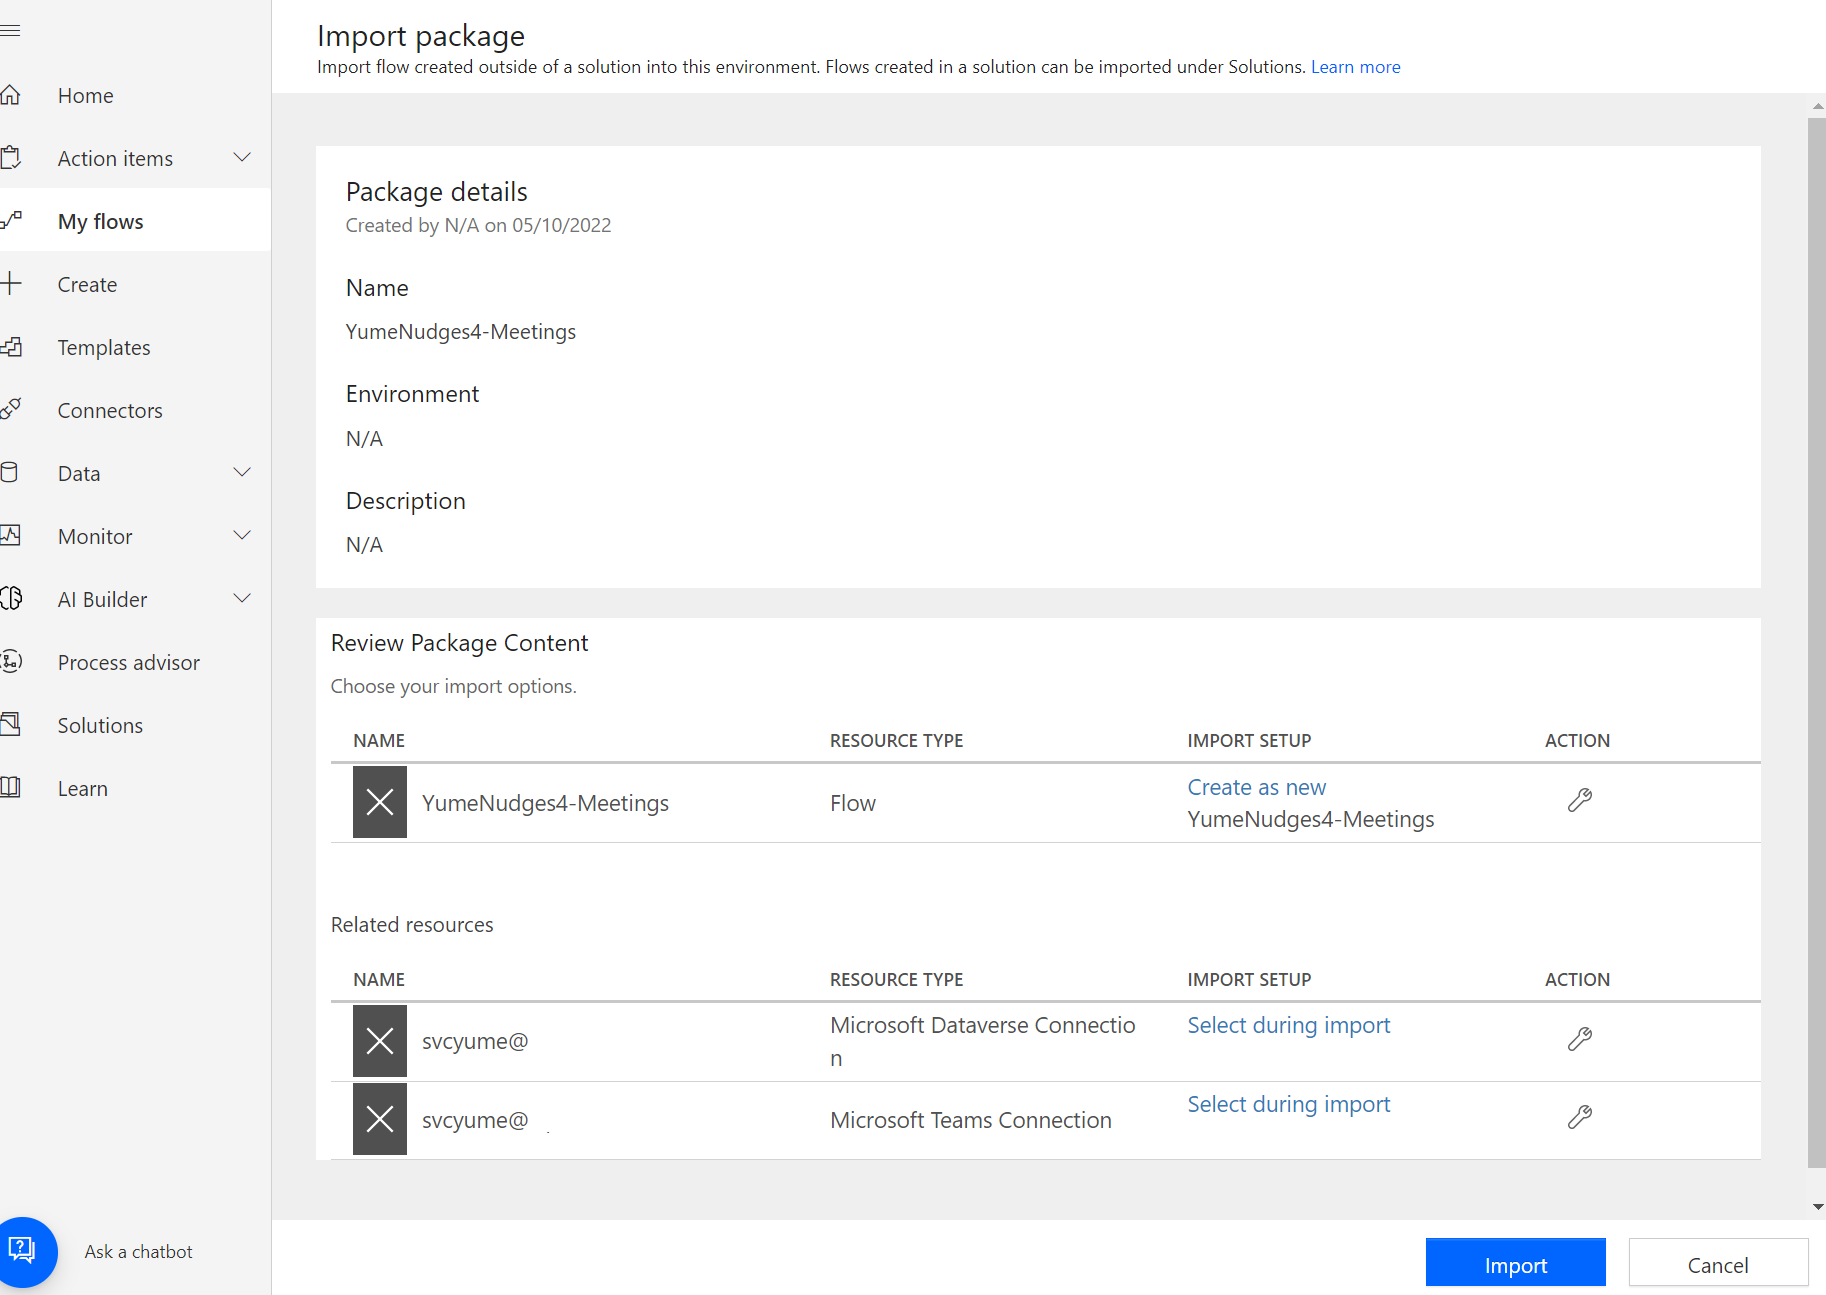 Import package
Import flow created outside of a solution into this environment. Flows created in a solution can be imported under Solutions. Learn more
Home
Action items
My flows
Create
Templates
Connectors
Data
Monitor
AI Builder
Process advisor
Solutions
Learn
Ask a chatbot
Package details
Created by N/A on 05/10/2022
Name
YumeNudges4-Meetings
Environment
N/A
Description
N/A
Review Package Content
Choose your import options.
NAME RESOURCE TYPE IMPORT SETUP ACTION
YumeNudges4-Meetings Flow Create as new
YumeNudges4-Meetings
Related resources
NAME RESOURCE TYPE IMPORT SETUP ACTION
svcyume@ Microsoft Dataverse Connectio Select during import
n
svcyume@ Microsoft Teams Connection Select during import
Import Cancel